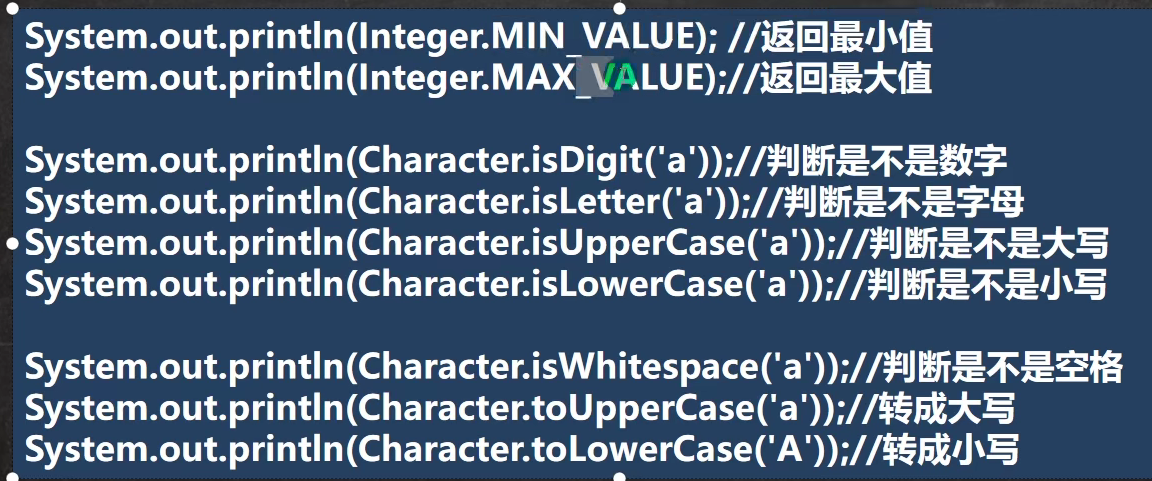 System.out.println(Integer.MIN_VALUE); //返回最小值
System.out.println(Integer.MAX_VALUE);//返回最大值
System.out.println(Character.isDigit('a'));//判断是不是数字
System.out.println(Character.isLetter('a'));//判断是不是字母
System.out.println(Character.isUpperCase('a'));//判断是不是大写
System.out.println(Character.isLowerCase('a'));//判断是不是小写
System.out.println(Character.isWhitespace('a'));//判断是不是空格
System.out.println(Character.toUpperCase('a'));//转成大写
System.out.println(Character.toLowerCase('A'));//转成小写